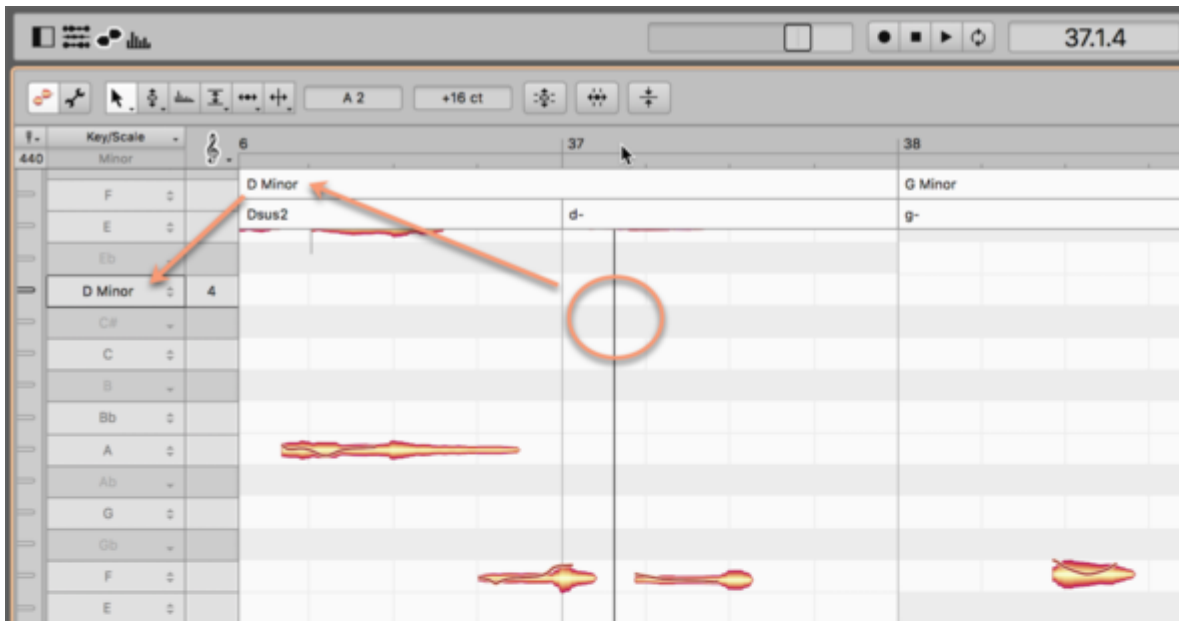 37.1.4
A 2
+16 ct
Key/Scale
6
37
38
440
Minor
D Minor
G Minor
F
Dsus2
d-
g-
E
Eb
D Minor
4
C#
C
B
Bb
A
Ab
G
Gb
F
E